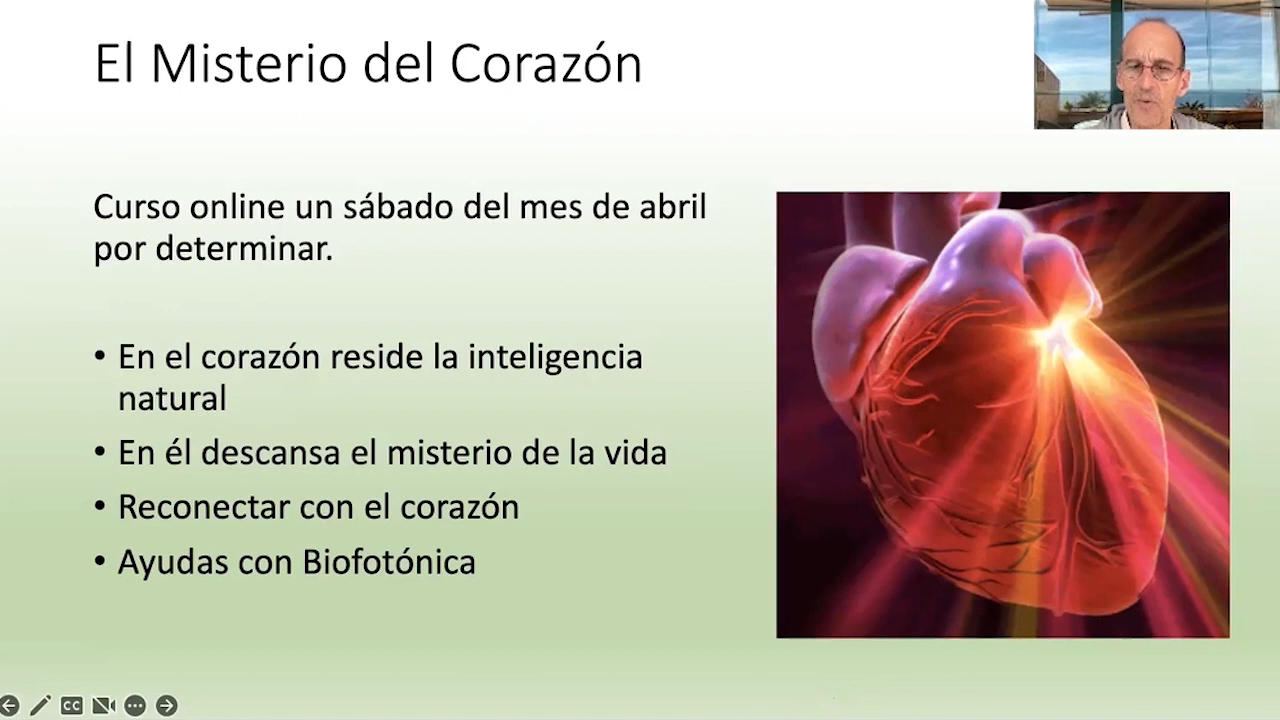 El Misterio del Corazón
Curso online un sábado del mes de abril
por determinar.
• En el corazón reside la inteligencia
natural
• En él descansa el misterio de la vida
• Reconectar con el corazón
• Ayudas con Biofotónica
CC